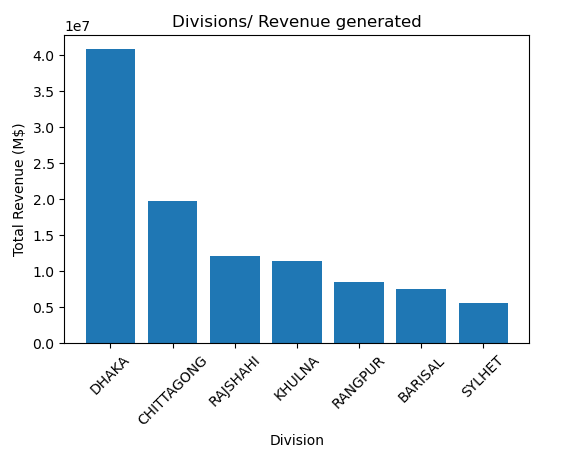 Divisions/ Revenue generated
1e7
Total Revenue (M$)
4.0
3.5
3.0
2.5
2.0
1.5
1.0
0.5
0.0
DHAKA
CHITTAGONG
RAJSHAHI
KHULNA
RANGPUR
BARISAL
SYLHET
Division